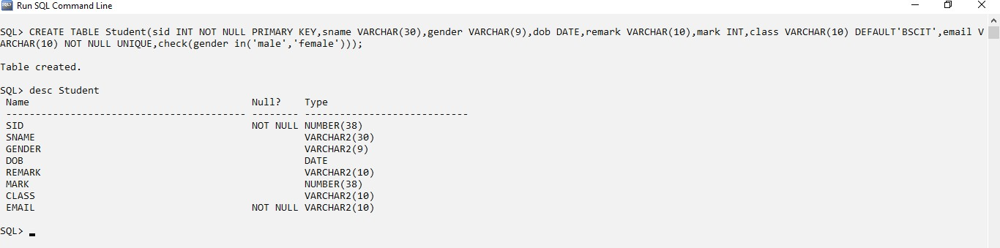 Run SQL Command Line
SQL> CREATE TABLE Student(sid INT NOT NULL PRIMARY KEY,sname VARCHAR(30),gender VARCHAR(9),dob DATE,remark VARCHAR(10),mark INT,class VARCHAR(10) DEFAULT'BSCIT',email V
ARCHAR(10) NOT NULL UNIQUE,check(gender in('male','female')));
Table created.
SQL> desc Student
 Name                                      Null?    Type
 ----------------------------------------- -------- ----------------------------
 SID                                       NOT NULL NUMBER(38)
 SNAME                                              VARCHAR2(30)
 GENDER                                             VARCHAR2(9)
 DOB                                                DATE
 REMARK                                             VARCHAR2(10)
 MARK                                               NUMBER(38)
 CLASS                                              VARCHAR2(10)
 EMAIL                                     NOT NULL VARCHAR2(10)
SQL>